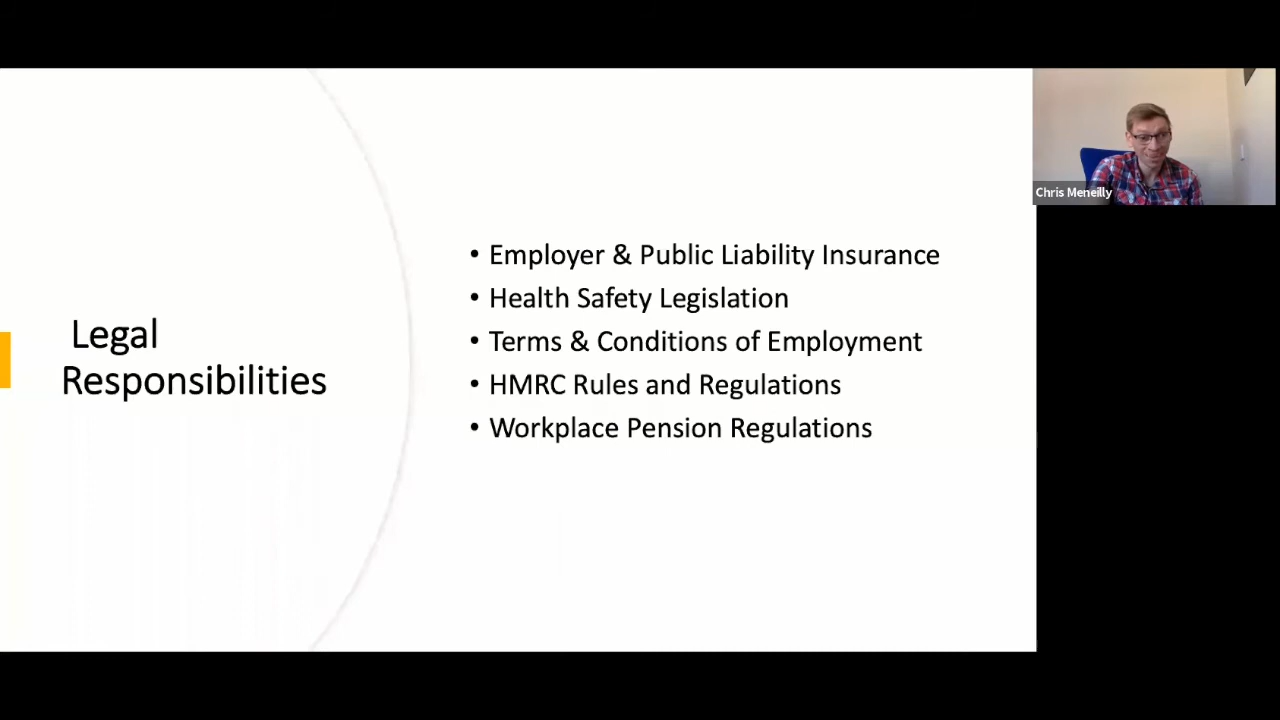 Legal
Responsibilities
• Employer & Public Liability Insurance
• Health Safety Legislation
• Terms & Conditions of Employment
• HMRC Rules and Regulations
• Workplace Pension Regulations
Chris Meneilly